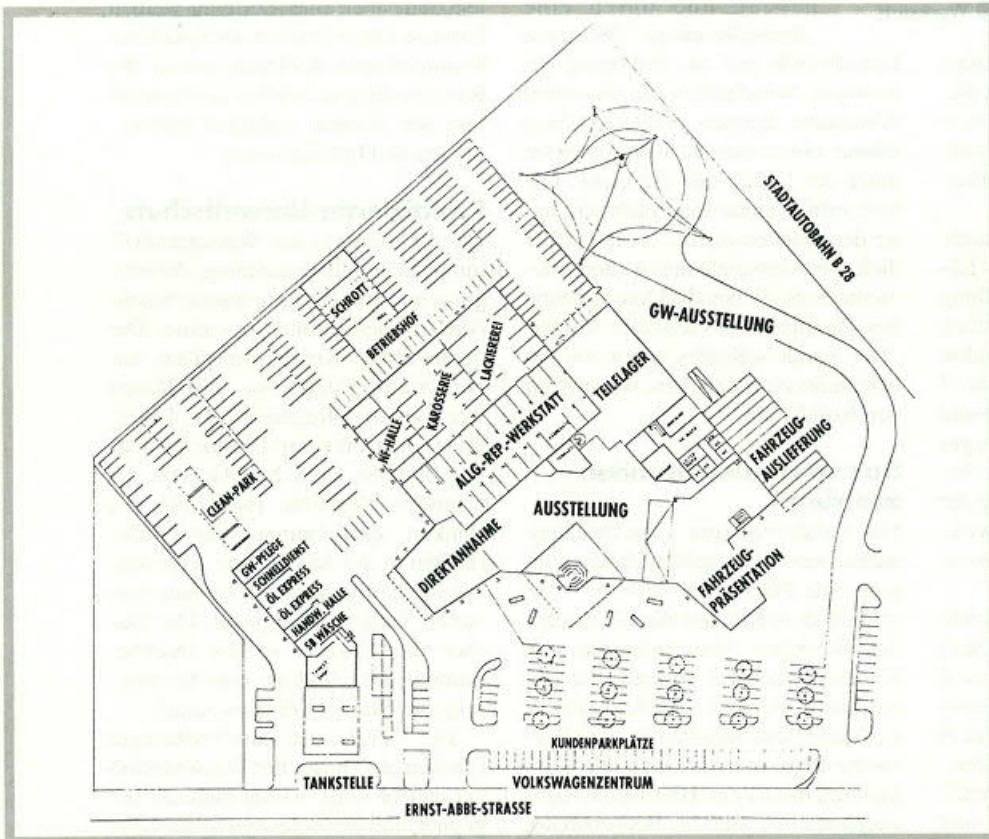 STADTAUTOBAHN B 28
GW-AUSSTELLUNG
SCHROTT
BETRIEBSHOF
LACKIEREREI
KAROSSERIE
NF-HALLE
ALLG.-REP.-WERKSTATT
TEILELAGER
FAHRZEUG-
AUSLIEFERUNG
CLEAN-PARK
AUSSTELLUNG
DIREKTANNAHME
FAHRZEUG-
PRÄSENTATION
GW-PFLEGE
SCHNELLDIENST
ÖL EXPRESS
ÖL EXPRESS
HANDW. HALLE
SB WÄSCHE
KUNDENPARKPLÄTZE
TANKSTELLE
VOLKSWAGENZENTRUM
ERNST-ABBE-STRASSE